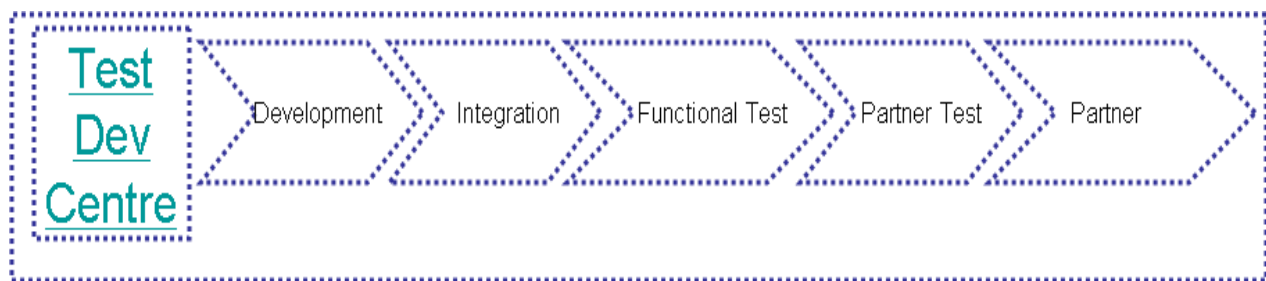 Test
Dev
Centre
Development
Integration
Functional Test
Partner Test
Partner